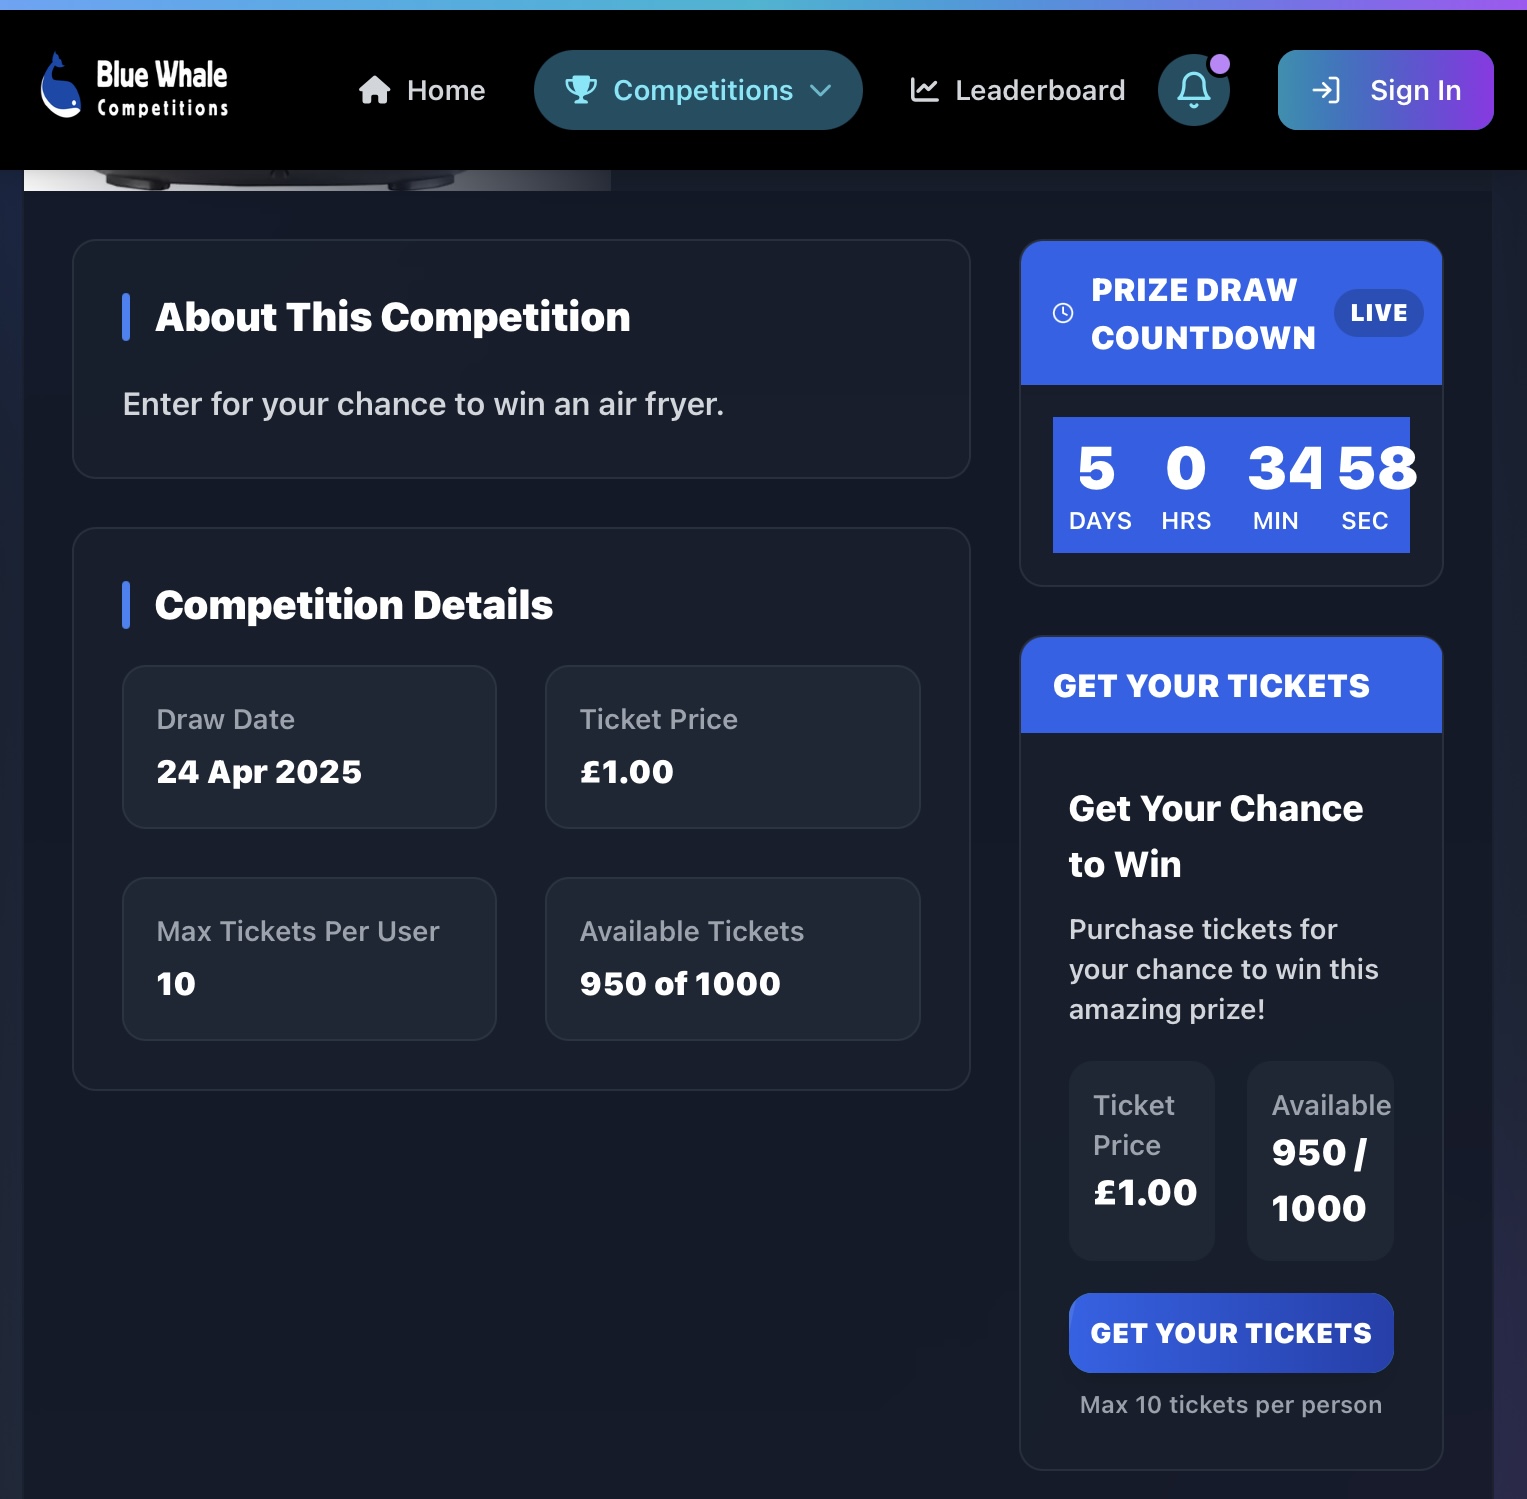 Blue Whale
Competitions
Home
Competitions
Leaderboard
Sign In
About This Competition
Enter for your chance to win an air fryer.
Competition Details
Draw Date
24 Apr 2025
Ticket Price
£1.00
Max Tickets Per User
10
Available Tickets
950 of 1000
PRIZE DRAW
COUNTDOWN
LIVE
5 0 34 58
DAYS HRS MIN SEC
GET YOUR TICKETS
Get Your Chance
to Win
Purchase tickets for
your chance to win this
amazing prize!
Ticket
Price
£1.00
Available
950 /
1000
GET YOUR TICKETS
Max 10 tickets per person